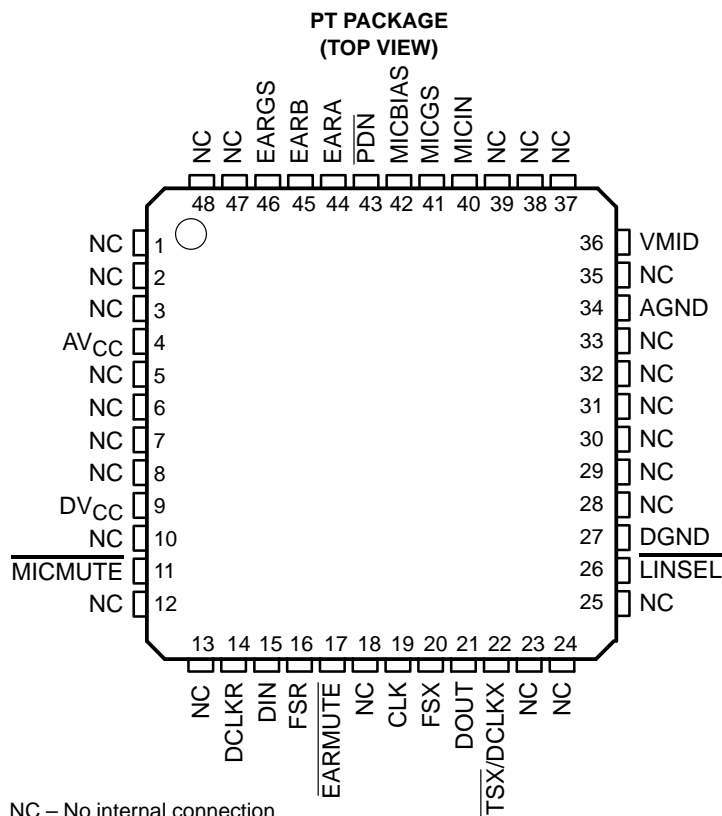 PT PACKAGE
(TOP VIEW)
NC
NC
EARGS
EARB
EARA
PDN
MICBIAS
MICGS
MICIN
NC
NC
NC
48 47 46 45 44 43 42 41 40 39 38 37
NC 1
NC 2
NC 3
AVCC 4
NC 5
NC 6
NC 7
NC 8
DVCC 9
NC 10
MICMUTE 11
NC 12
36 VMID
35 NC
34 AGND
33 NC
32 NC
31 NC
30 NC
29 NC
28 NC
27 DGND
26 LINSEL
25 NC
13 14 15 16 17 18 19 20 21 22 23 24
NC
DCLKR
DIN
FSR
EARMUTE
NC
CLK
FSX
DOUT
TSX/DCLKX
NC
NC
NC – No internal connection